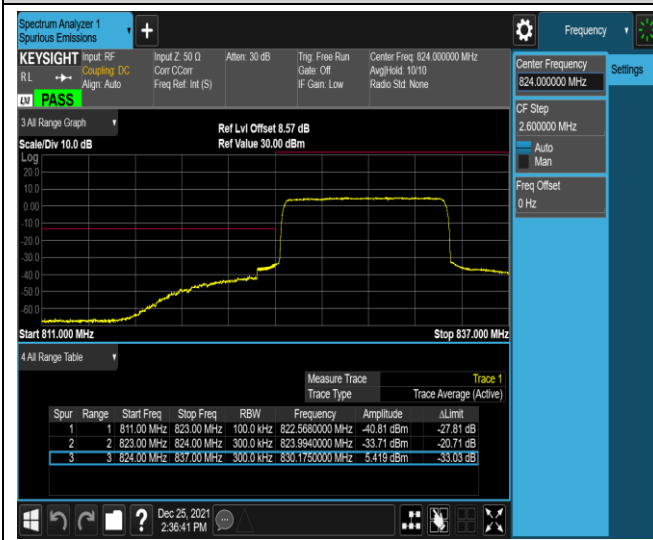 Spectrum Analyzer 1
Spurious Emissions
Frequency
KEYSIGHT Input: RF Input Z: 50 Ω Atten: 30 dB Trig: Free Run Center Freq: 824.000000 MHz
RL Coupling: DC Corr CCorr Gate: Off Avg|Hold: 10/10
Align: Auto Freq Ref: Int (S) IF Gain: Low Radio Std: None
PASS
Center Frequency
824.000000 MHz
Settings
CF Step
2.600000 MHz
Auto
Man
Freq Offset
0 Hz
3 All Range Graph
Ref Lvl Offset 8.57 dB
Scale/Div 10.0 dB Ref Value 30.00 dBm
Log
20.0
10.0
0.00
-10.0
-20.0
-30.0
-40.0
-50.0
-60.0
Start 811.000 MHz Stop 837.000 MHz
4 All Range Table
Measure Trace Trace 1
Trace Type Trace Average (Active)
Spur Range Start Freq Stop Freq RBW Frequency Amplitude ΔLimit
1 1 811.00 MHz 823.00 MHz 100.0 kHz 822.5680000 MHz -40.81 dBm -27.81 dB
2 2 823.00 MHz 824.00 MHz 300.0 kHz 823.9940000 MHz -33.71 dBm -20.71 dB
3 3 824.00 MHz 837.00 MHz 300.0 kHz 830.1750000 MHz 5.419 dBm -33.03 dB
?
Dec 25, 2021
2:36:41 PM